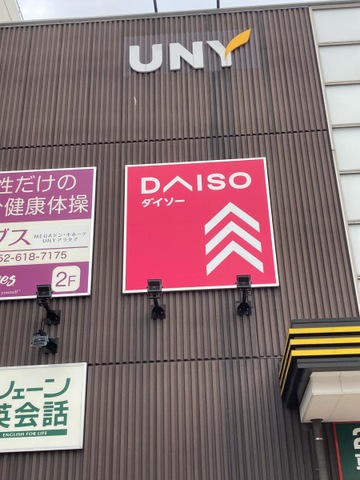 UNY
DAISO
ダイソー
性だけの
健康体操
MEGAドン・キホーテ
UNYアラタマ
52-618-7175
2F
シェーン
英会話
ENGLISH FOR LIFE